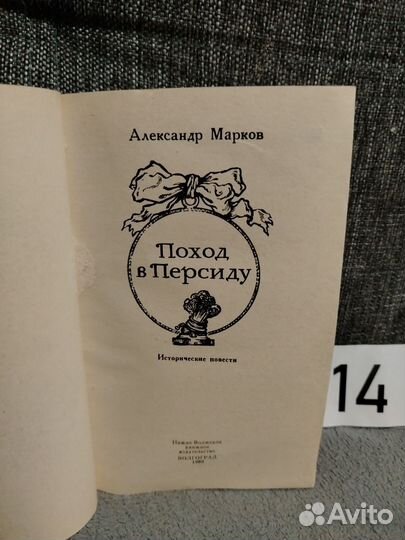 Александр Марков
Поход
в Персиду
Исторические повести
14
Нижне-Волжское
книжное
издательство
ВОЛГОГРАД
Avito